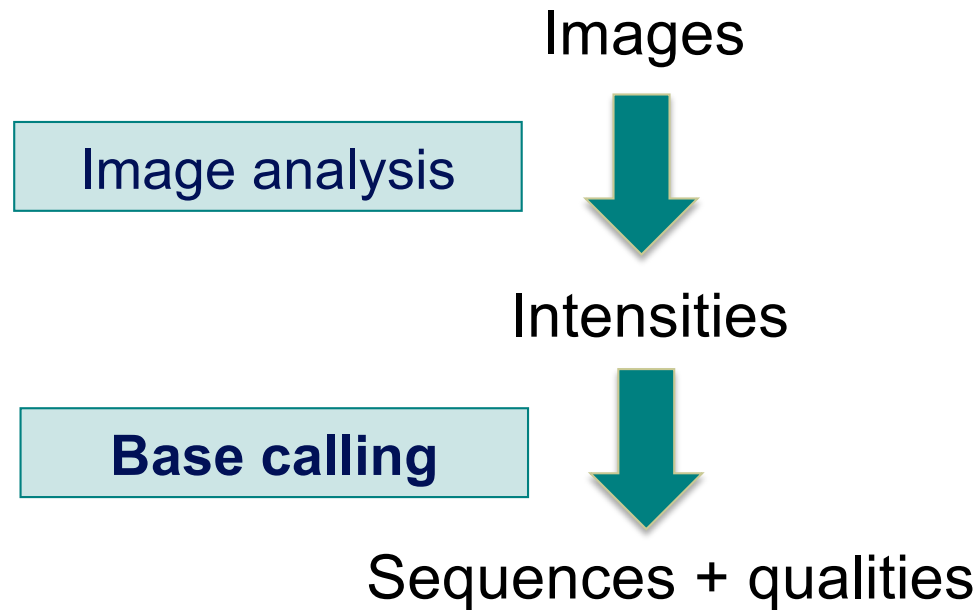 Images
Image analysis
Intensities
Base calling
Sequences + qualities